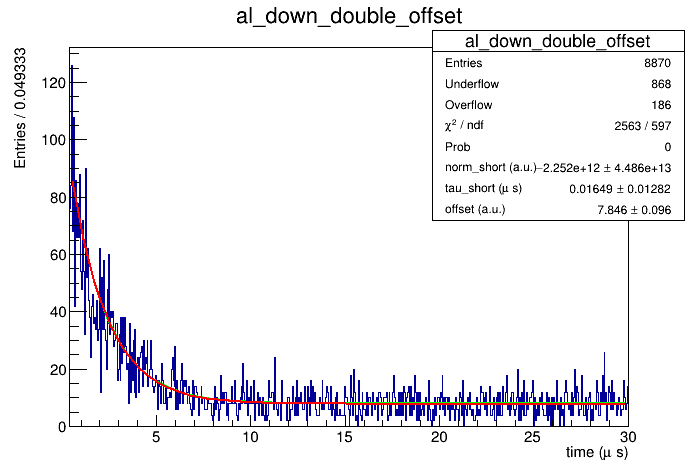 al_down_double_offset
al_down_double_offset
Entries 8870
Underflow 868
Overflow 186
χ² / ndf 2563 / 597
Prob 0
norm_short (a.u.) −2.252e+12 ± 4.486e+13
tau_short (μ s) 0.01649 ± 0.01282
offset (a.u.) 7.846 ± 0.096
Entries / 0.049333
120
100
80
60
40
20
0
5 10 15 20 25 30
time (μ s)